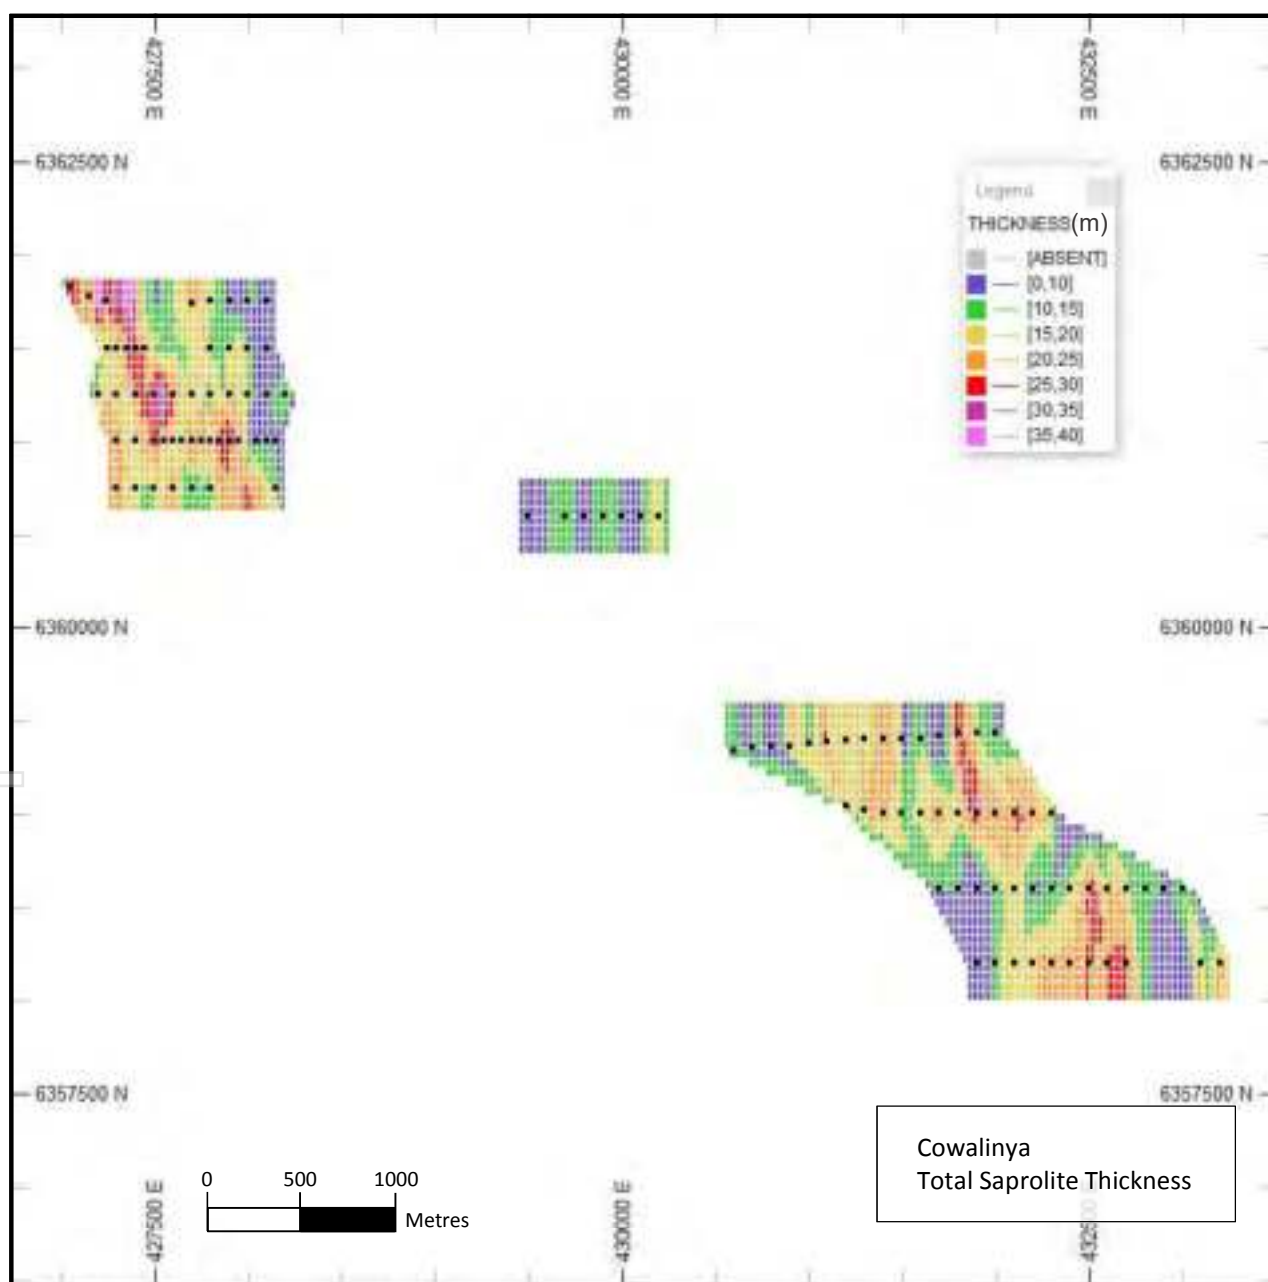 427500 E
430000 E
432500 E
6362500 N
6362500 N
Legend
THICKNESS(m)
[ABSENT]
[0,10]
[10,15]
[15,20]
[20,25]
[25,30]
[30,35]
[35,40]
6360000 N
6360000 N
6357500 N
6357500 N
Cowalinya
Total Saprolite Thickness
0 500 1000
Metres
427500 E
430000 E
432500 E